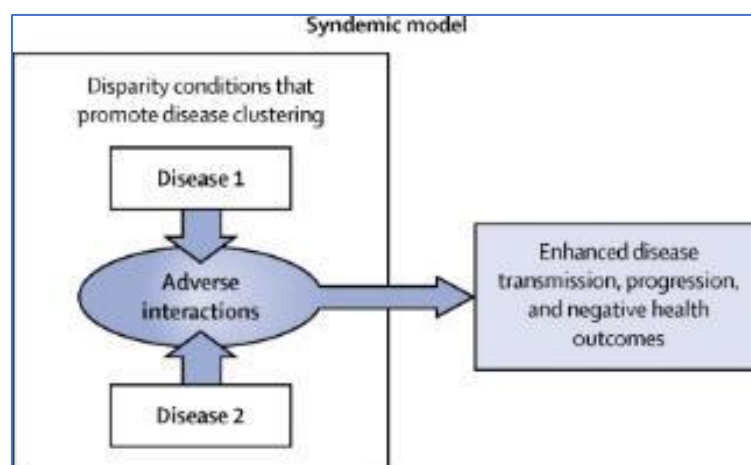 Syndemic model
Disparity conditions that
promote disease clustering
Disease 1
Adverse
interactions
Disease 2
Enhanced disease
transmission, progression,
and negative health
outcomes